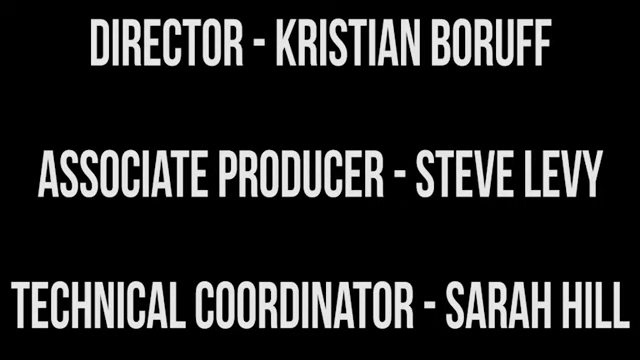 DIRECTOR - KRISTIAN BORUFF
ASSOCIATE PRODUCER - STEVE LEVY
TECHNICAL COORDINATOR - SARAH HILL